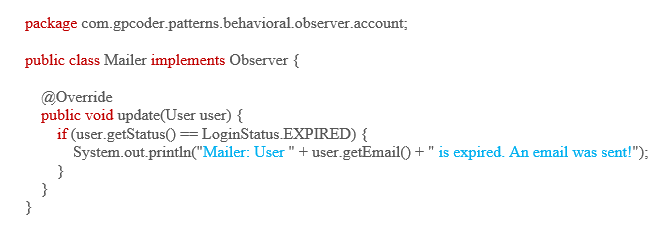 package com.gpcoder.patterns.behavioral.observer.account;
public class Mailer implements Observer {
@Override
public void update(User user) {
if (user.getStatus() == LoginStatus.EXPIRED) {
System.out.println("Mailer: User " + user.getEmail() + " is expired. An email was sent!");
}
}
}